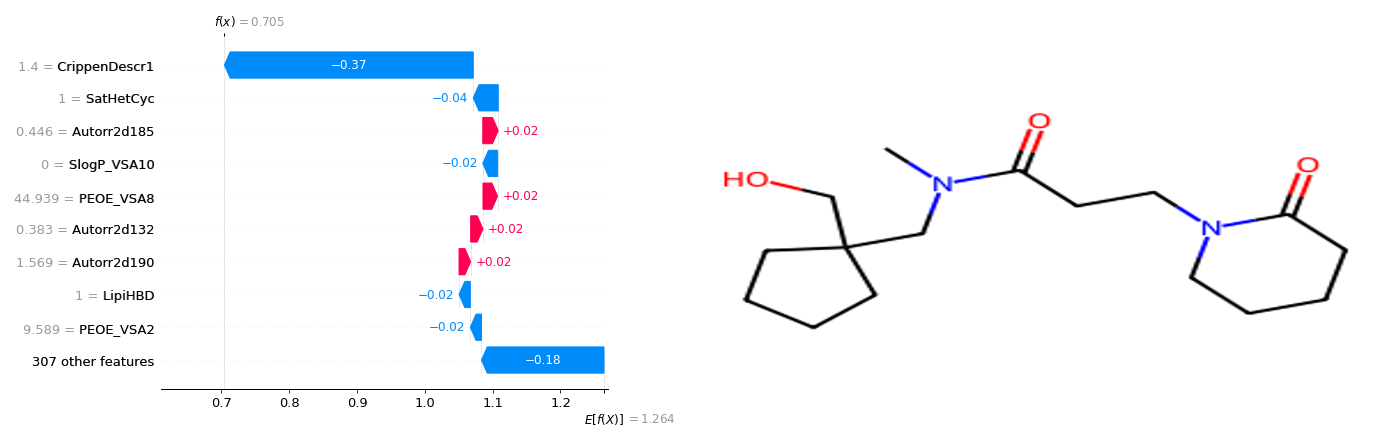 f(x) = 0.705
1.4 = CrippenDescr1
−0.37
1 = SatHetCyc
−0.04
0.446 = Autorr2d185
+0.02
0 = SlogP_VSA10
−0.02
44.939 = PEOE_VSA8
+0.02
0.383 = Autorr2d132
+0.02
1.569 = Autorr2d190
+0.02
1 = LipiHBD
−0.02
9.589 = PEOE_VSA2
−0.02
307 other features
−0.18
0.7 0.8 0.9 1.0 1.1 1.2
E[f(X)] = 1.264
HO
N
O
N
O